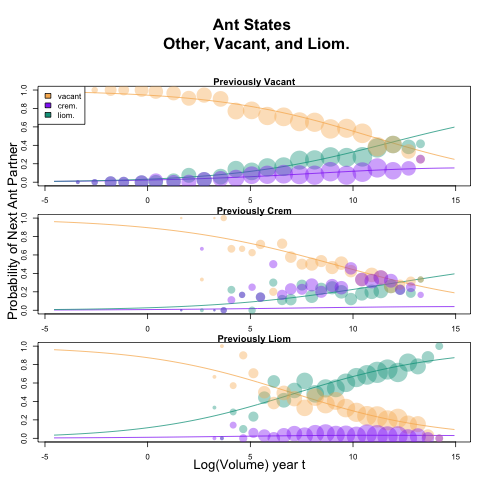 Ant States
Other, Vacant, and Liom.
Probability of Next Ant Partner
Previously Vacant
vacant
crem.
liom.
0.0 0.2 0.4 0.6 0.8 1.0
-5 0 5 10 15
Previously Crem
0.0 0.2 0.4 0.6 0.8 1.0
-5 0 5 10 15
Previously Liom
0.0 0.2 0.4 0.6 0.8 1.0
-5 0 5 10 15
Log(Volume) year t